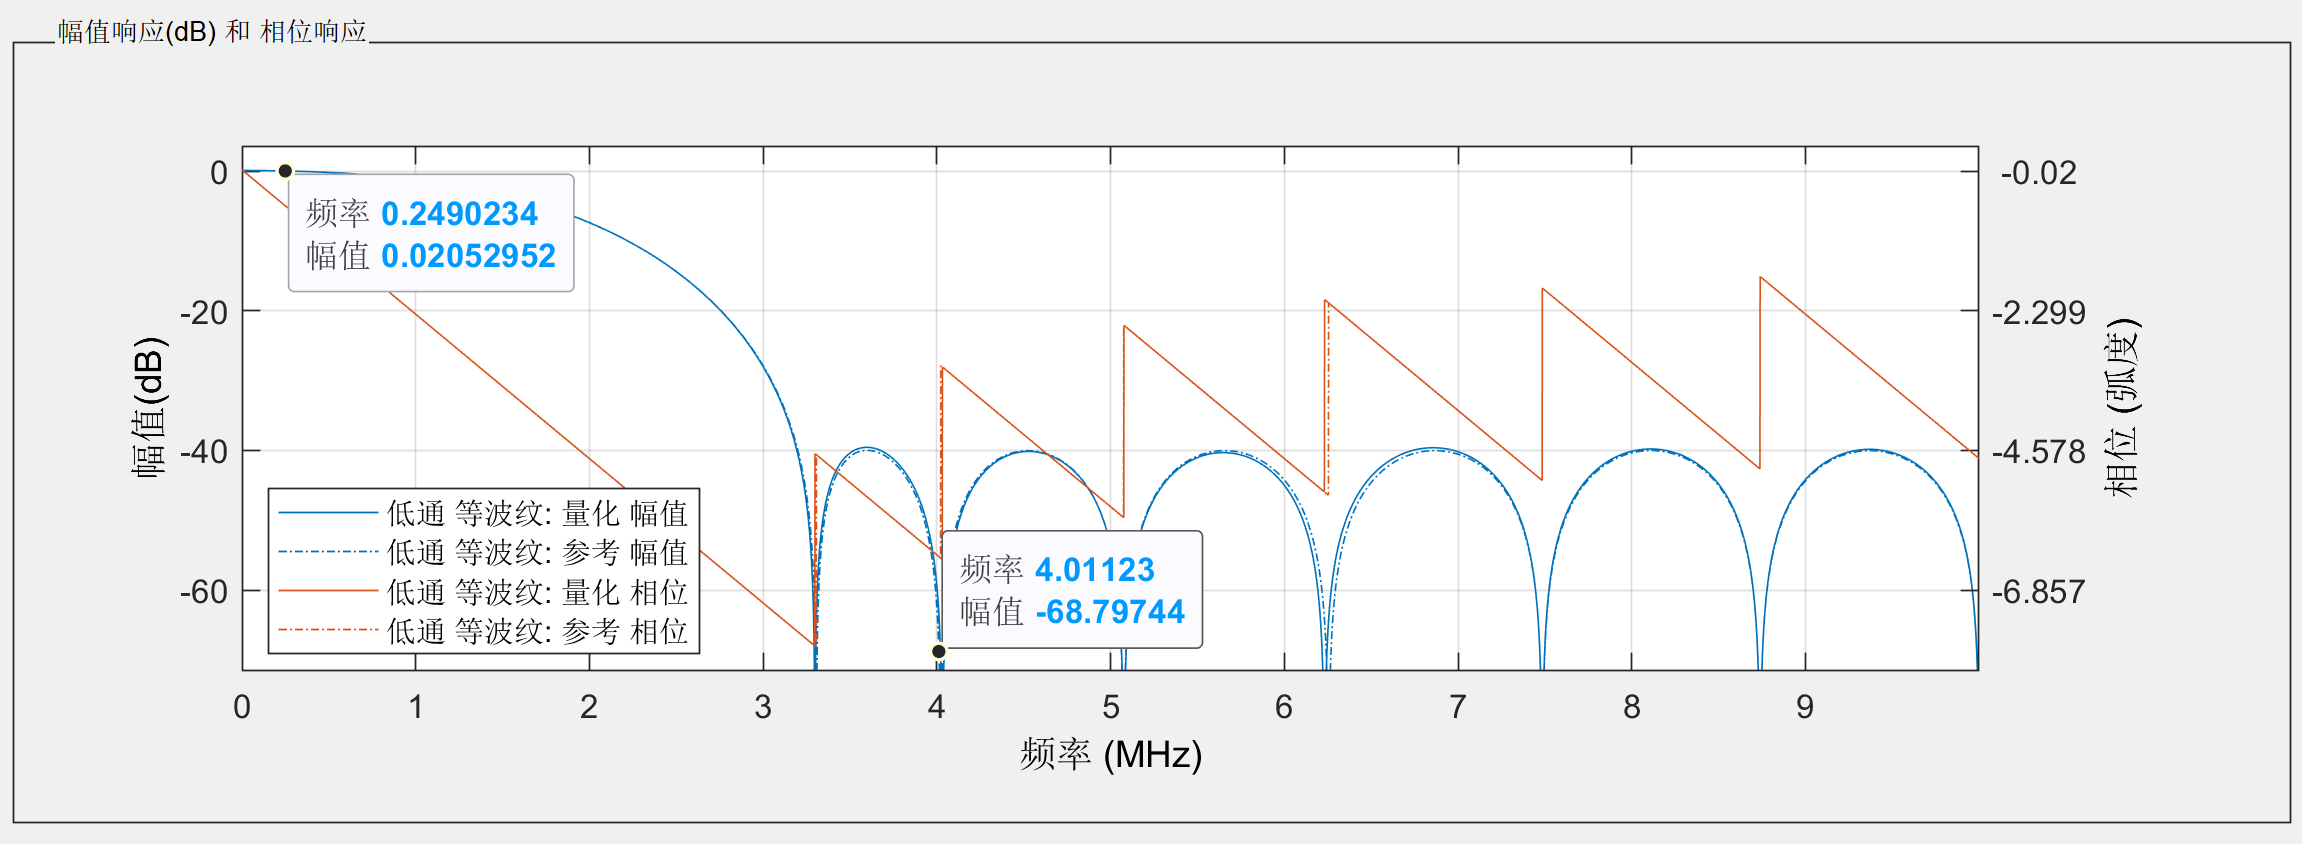 幅值响应(dB) 和 相位响应
0
-20
-40
-60
幅值(dB)
频率 0.2490234
幅值 0.02052952
频率 4.01123
幅值 -68.79744
低通 等波纹: 量化 幅值
低通 等波纹: 参考 幅值
低通 等波纹: 量化 相位
低通 等波纹: 参考 相位
-0.02
-2.299
-4.578
-6.857
相位 (弧度)
0 1 2 3 4 5 6 7 8 9
频率 (MHz)